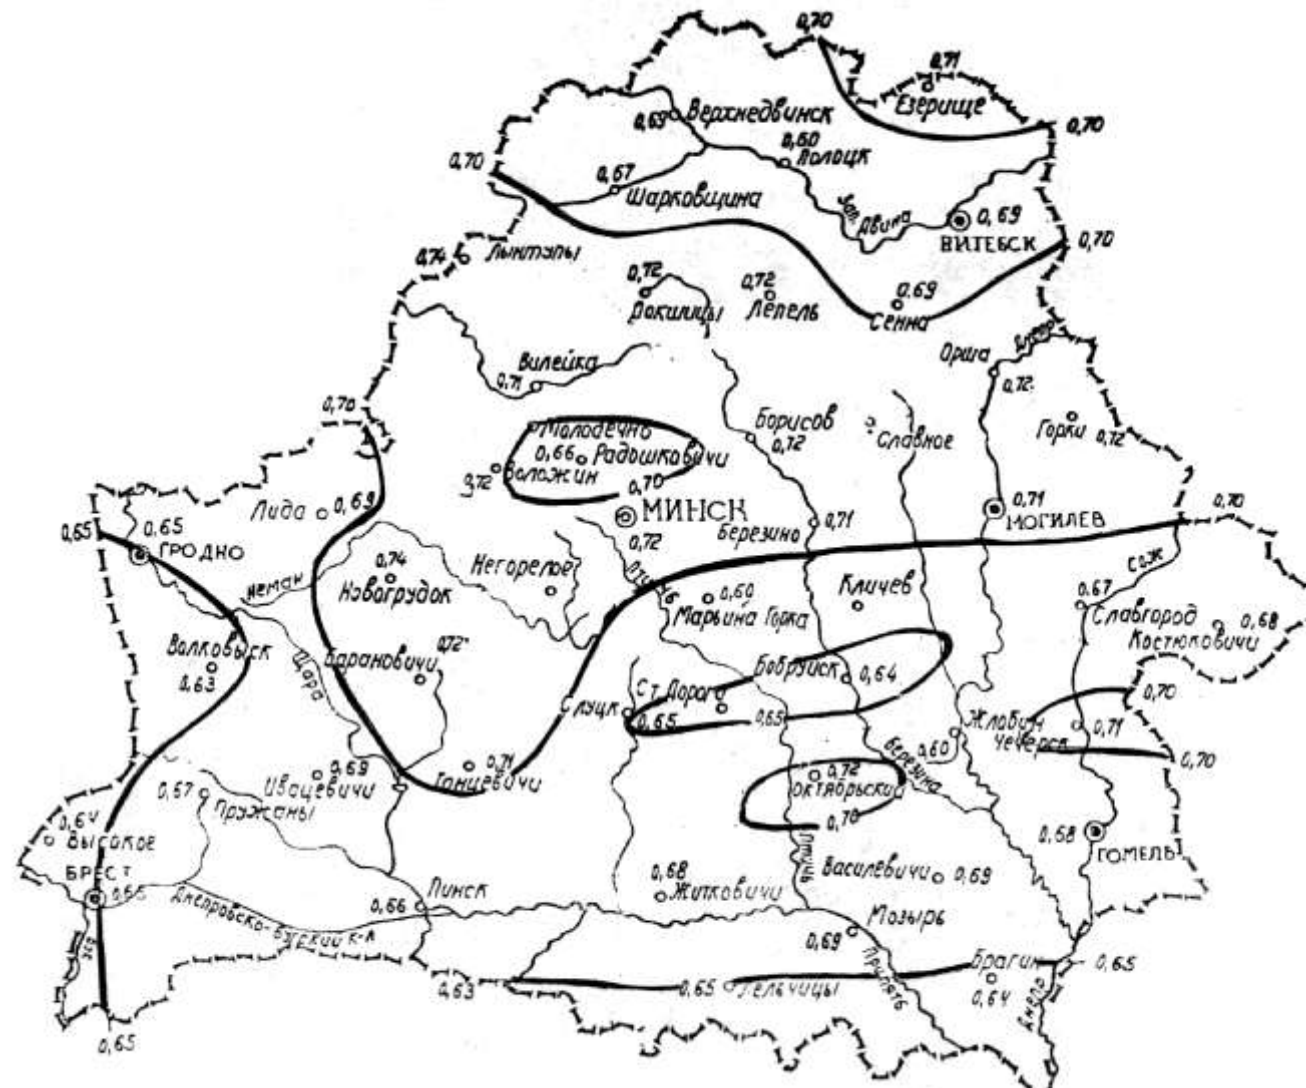 0,70
0,71
Езерище
0,70
0,69
Верхнедвинск
0,60
Полоцк
0,70
0,67
Шарковщина
Зап. Двина
0,69
ВИТЕБСК
0,70
0,74
Лынтупы
0,72
Докшицы
0,72
Лепель
0.69
Сенна
Днепр
Орша
0,72
Вилейка
0,71
0,70
Борисов
0,72
Славное
Горки
0,72
Молодечно
0,66
Радошковичи
Воложин
0,72
0,70
МИНСК
0,72
Березино
0,71
0,71
МОГИЛЕВ
0,70
Лида
0,69
0,65
0,65
ГРОДНО
Неман
0,74
Новогрудок
Негорелое
Птичь
0,60
Марьина Горка
Кличев
Сож
0,67
Славгород
0,68
Костюковичи
Волковыск
0,63
Щара
Барановичи
0,72
Бобруйск
0,64
Ст. Дороги
Слуцк
0,65
0,65
0,70
Жлобин
0,60
0,71
Чечерск
0,70
Березина
0,71
Ганцевичи
0,69
Ивацевичи
0,67
Пружаны
0,72
Октябрьский
0,70
Птичь
0,64
Высокое
БРЕСТ
0,65
0,68
ГОМЕЛЬ
0,68
Житковичи
Василевичи
0,69
Пинск
0,66
Днепровско-Бугский к-л
Мозырь
0,69
Припять
Брагин
0,64
0,65
Днепр
0,63
0,65
Лельчицы
0,65